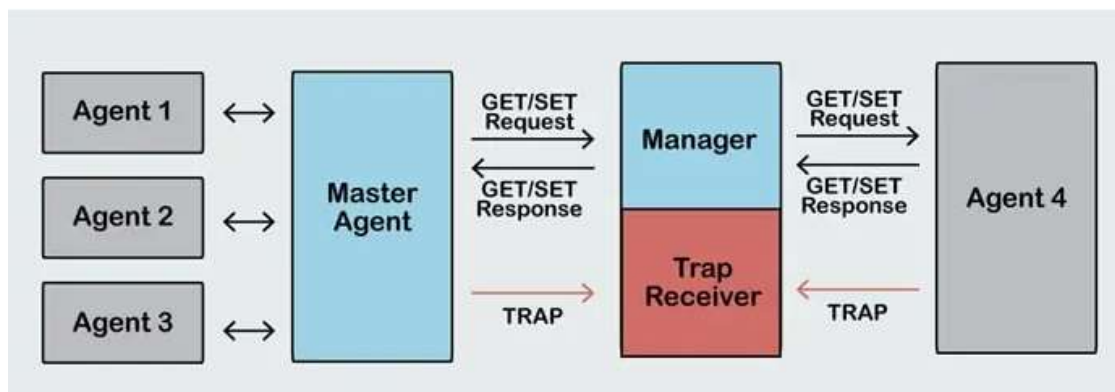 Agent 1
Agent 2
Agent 3
Master
Agent
GET/SET
Request
GET/SET
Response
TRAP
Manager
Trap
Receiver
GET/SET
Request
GET/SET
Response
TRAP
Agent 4